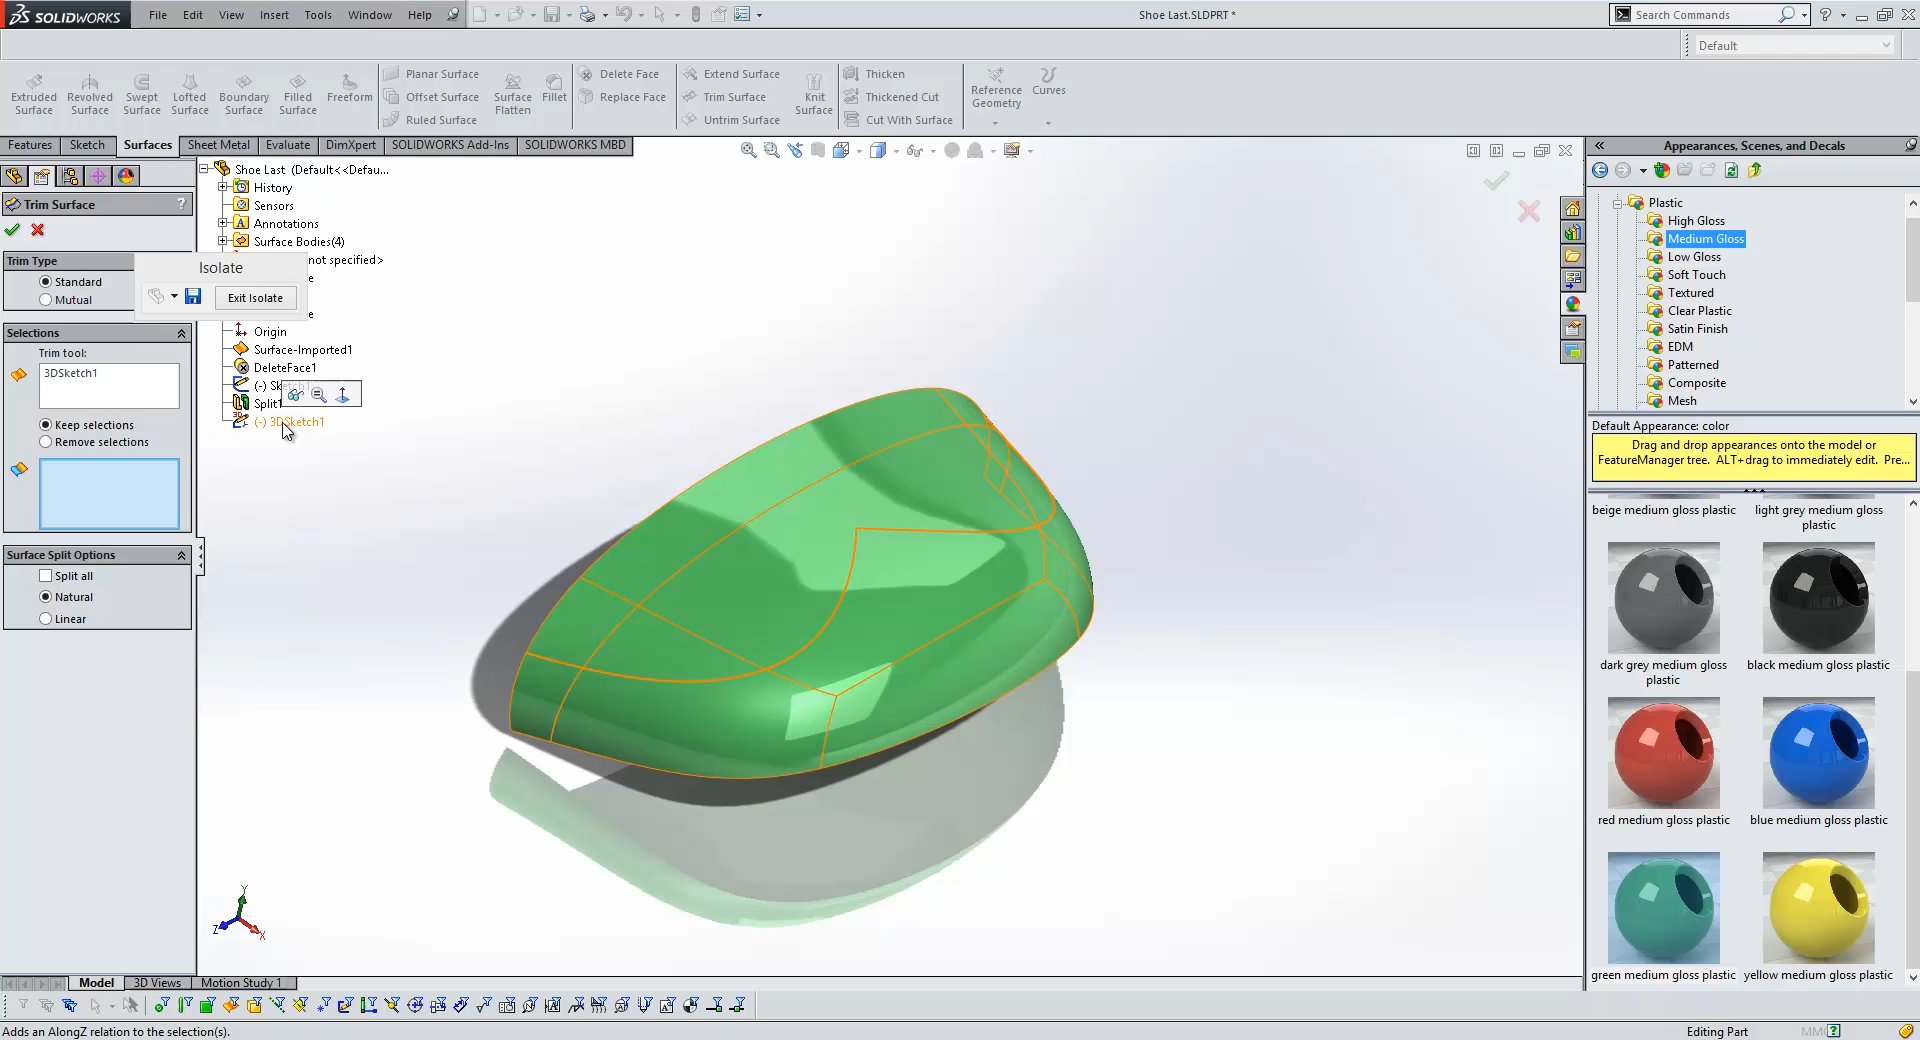 SOLIDWORKS
File
Edit
View
Insert
Tools
Window
Help
Shoe Last.SLDPRT *
Search Commands
Default
Extruded Surface
Revolved Surface
Swept Surface
Lofted Surface
Boundary Surface
Filled Surface
Freeform
Planar Surface
Offset Surface
Ruled Surface
Surface Flatten
Fillet
Delete Face
Replace Face
Extend Surface
Trim Surface
Untrim Surface
Knit Surface
Thicken
Thickened Cut
Cut With Surface
Reference Geometry
Curves
Features
Sketch
Surfaces
Sheet Metal
Evaluate
DimXpert
SOLIDWORKS Add-Ins
SOLIDWORKS MBD
Trim Surface
?
Trim Type
Standard
Mutual
Isolate
Exit Isolate
Selections
Trim tool:
3DSketch1
Keep selections
Remove selections
Surface Split Options
Split all
Natural
Linear
Shoe Last (Default<<Defau...
History
Sensors
Annotations
Surface Bodies(4)
not specified>
e
e
Origin
Surface-Imported1
DeleteFace1
(-) Sketch1
Split1
(-) 3DSketch1
Y
Z
X
Appearances, Scenes, and Decals
Plastic
High Gloss
Medium Gloss
Low Gloss
Soft Touch
Textured
Clear Plastic
Satin Finish
EDM
Patterned
Composite
Mesh
Default Appearance: color
Drag and drop appearances onto the model or
FeatureManager tree. ALT+drag to immediately edit. Pre...
beige medium gloss plastic
light grey medium gloss
plastic
dark grey medium gloss
plastic
black medium gloss plastic
red medium gloss plastic
blue medium gloss plastic
green medium gloss plastic
yellow medium gloss plastic
Model
3D Views
Motion Study 1
Adds an AlongZ relation to the selection(s).
Editing Part